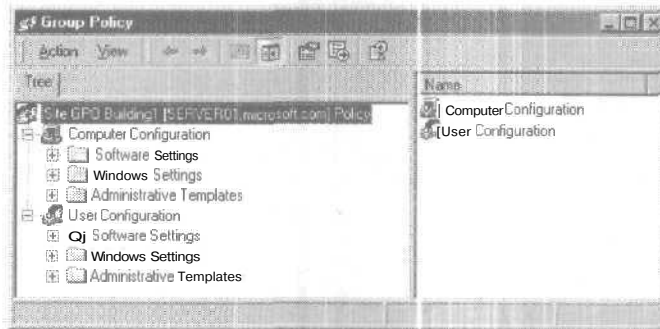 Group Policy
Action View
Tree
Name
Site GPO Building1 [SERVER01.microsoft.com] Policy
Computer Configuration
Software Settings
Windows Settings
Administrative Templates
User Configuration
Qj Software Settings
Windows Settings
Administrative Templates
Computer Configuration
[User Configuration